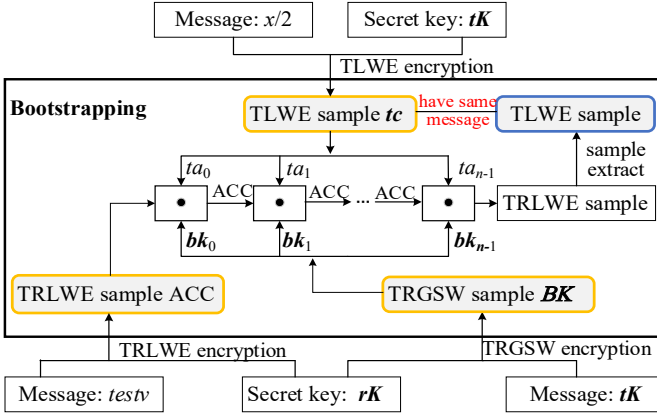 Message: x/2
Secret key: tK
TLWE encryption
Bootstrapping
TLWE sample tc
have same
message
TLWE sample
ta0
ta1
tan-1
sample
extract
ACC
ACC
...
ACC
TRLWE sample
bk0
bk1
bkn-1
TRLWE sample ACC
TRGSW sample BK
TRLWE encryption
TRGSW encryption
Message: testv
Secret key: rK
Message: tK